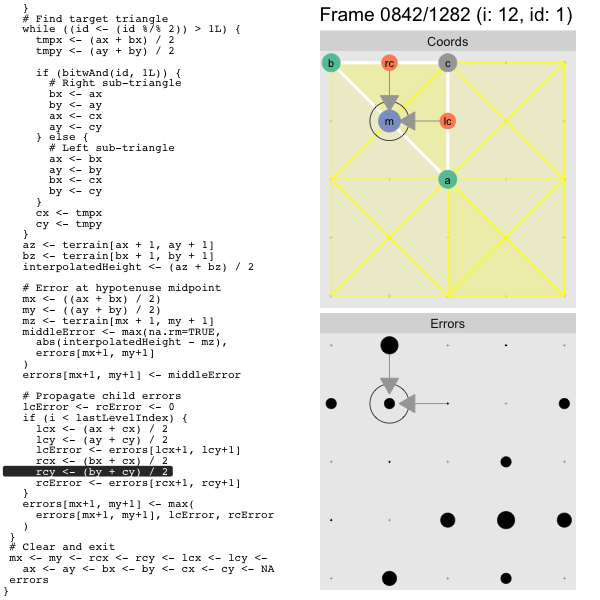 }
# Find target triangle
while ((id <- (id %/% 2)) > 1L) {
tmpx <- (ax + bx) / 2
tmpy <- (ay + by) / 2
if (bitwAnd(id, 1L)) {
# Right sub-triangle
bx <- ax
by <- ay
ax <- cx
ay <- cy
} else {
# Left sub-triangle
ax <- bx
ay <- by
bx <- cx
by <- cy
}
cx <- tmpx
cy <- tmpy
}
az <- terrain[ax + 1, ay + 1]
bz <- terrain[bx + 1, by + 1]
interpolatedHeight <- (az + bz) / 2
# Error at hypotenuse midpoint
mx <- ((ax + bx) / 2)
my <- ((ay + by) / 2)
mz <- terrain[mx + 1, my + 1]
middleError <- max(na.rm=TRUE,
abs(interpolatedHeight - mz),
errors[mx+1, my+1]
)
errors[mx+1, my+1] <- middleError
# Propagate child errors
lcError <- rcError <- 0
if (i < lastLevelIndex) {
lcx <- (ax + cx) / 2
lcy <- (ay + cy) / 2
lcError <- errors[lcx+1, lcy+1]
rcx <- (bx + cx) / 2
rcy <- (by + cy) / 2
rcError <- errors[rcx+1, rcy+1]
}
errors[mx+1, my+1] <- max(
errors[mx+1, my+1], lcError, rcError
)
}
# Clear and exit
mx <- my <- rcx <- rcy <- lcx <- lcy <-
ax <- ay <- bx <- by <- cx <- cy <- NA
errors
}
Frame 0842/1282 (i: 12, id: 1)
Coords
b
rc
c
m
lc
a
Errors